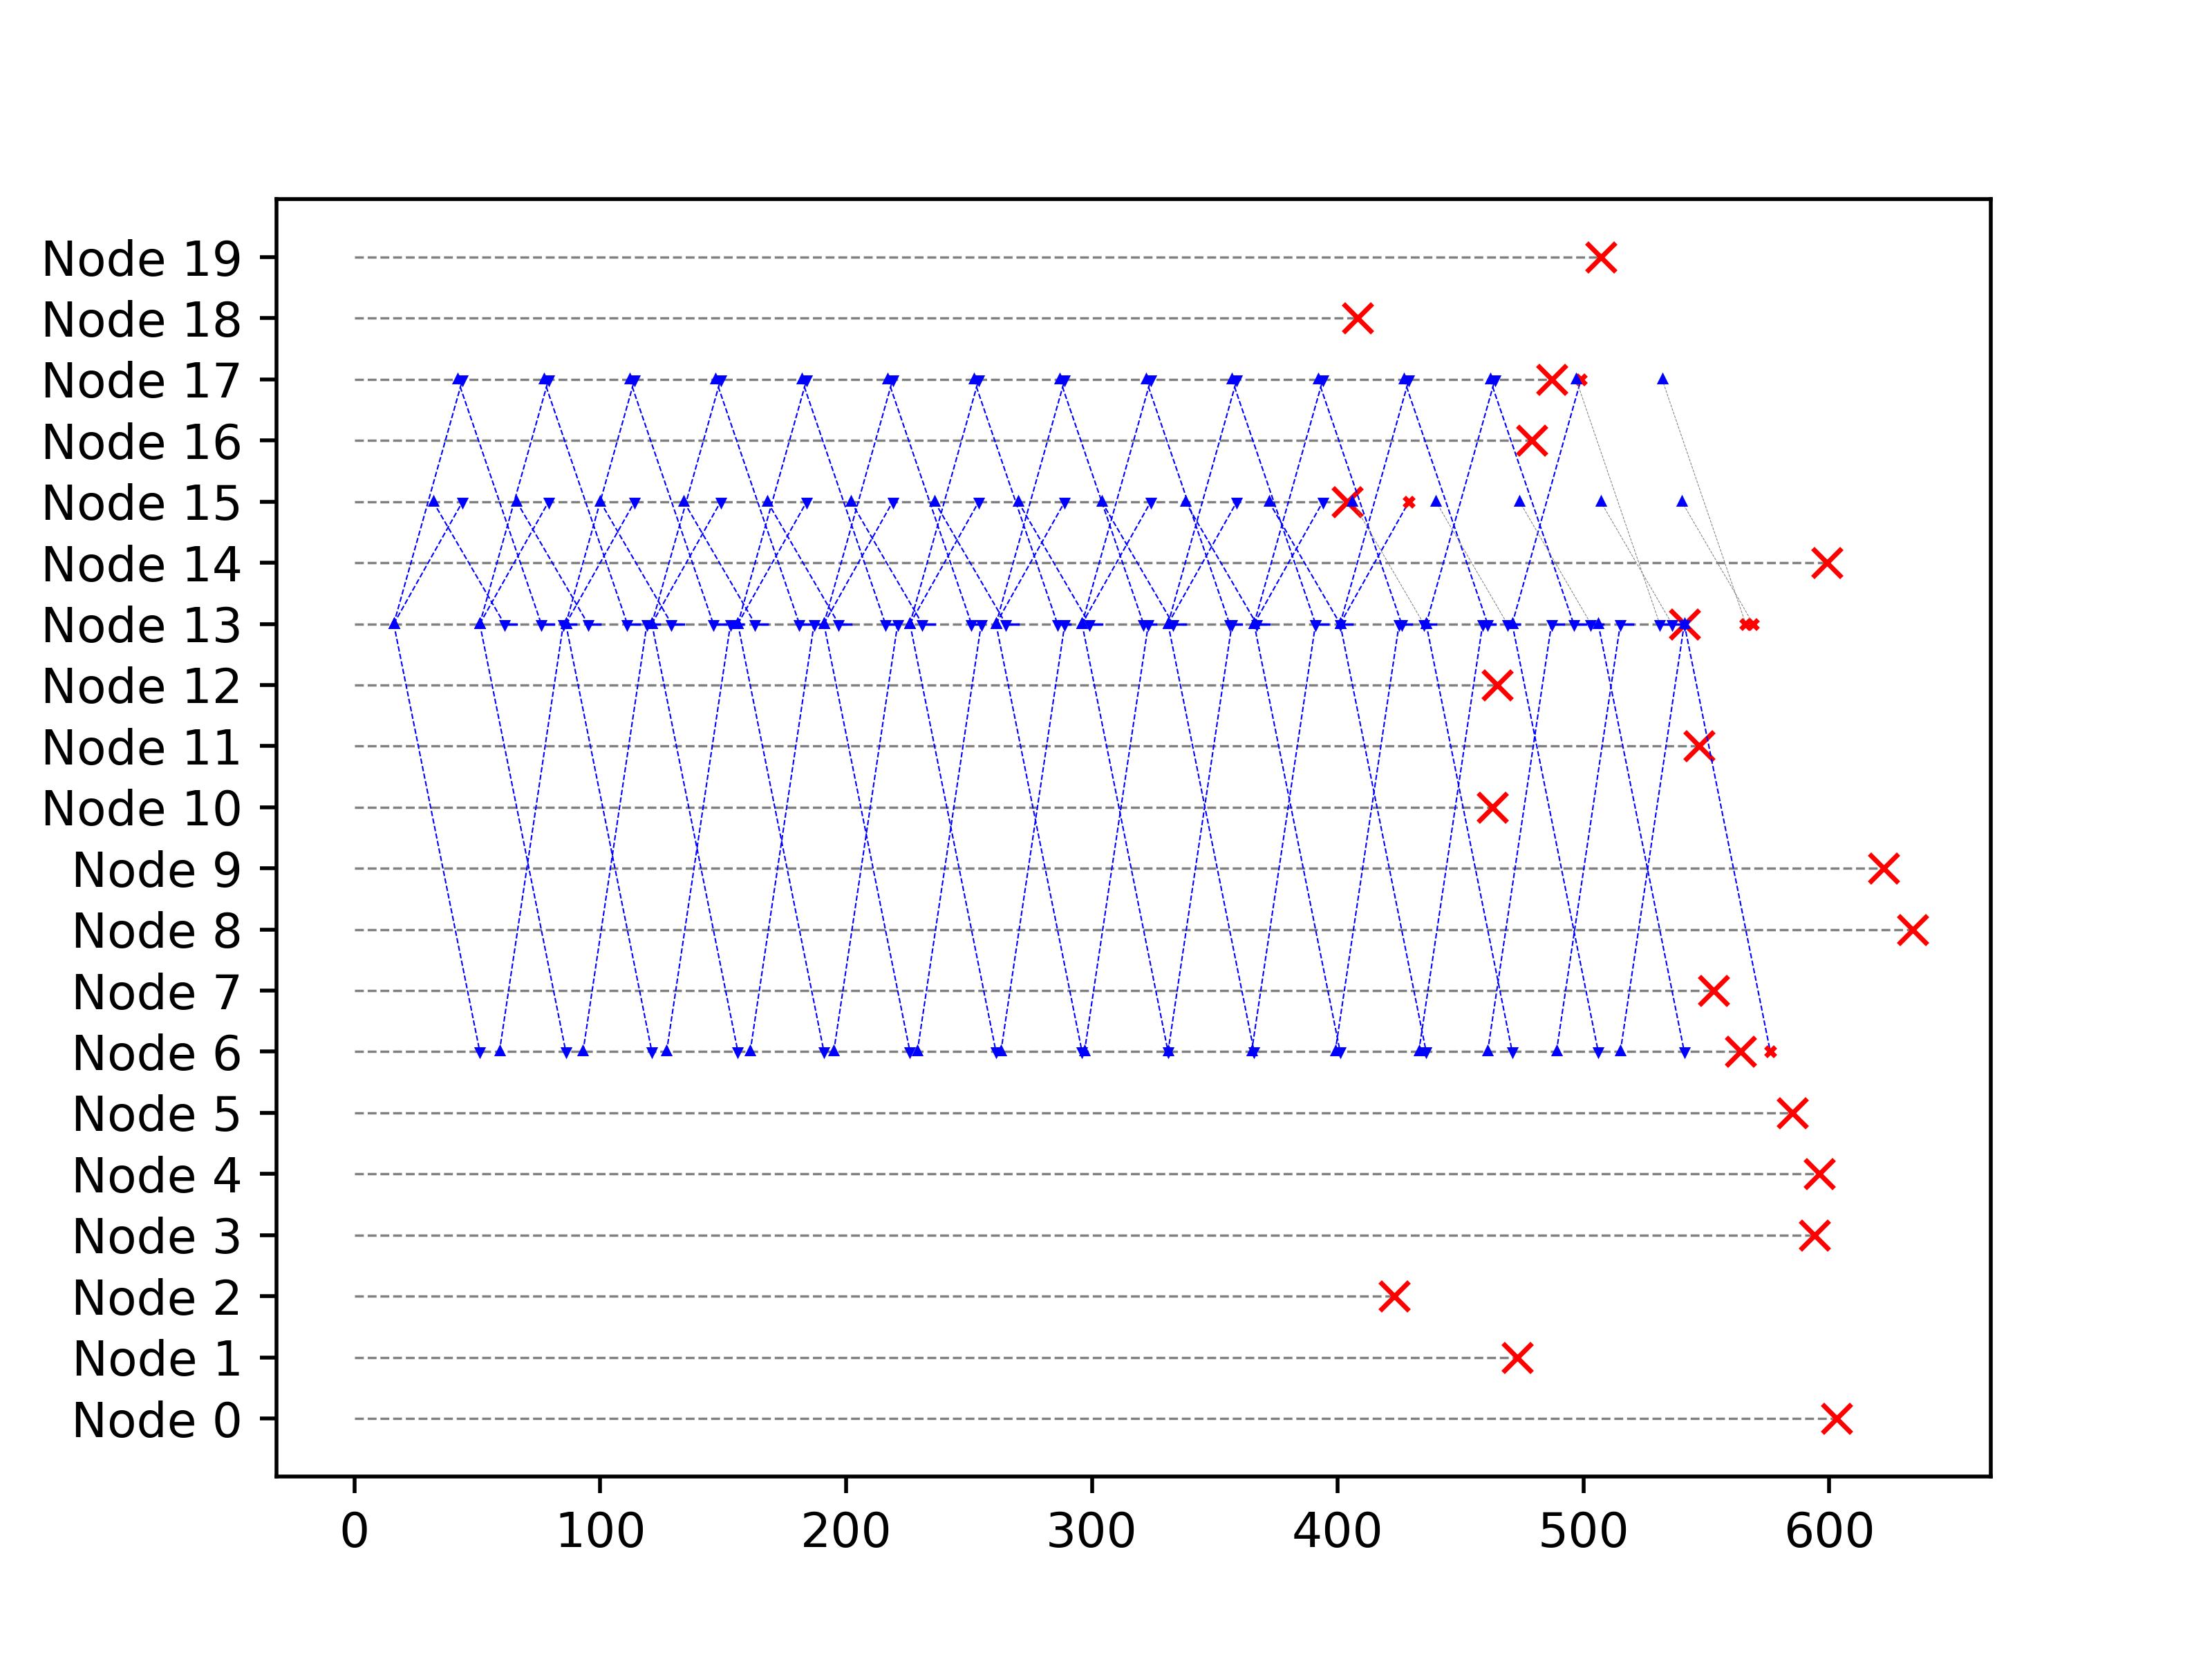 Node 19
Node 18
Node 17
Node 16
Node 15
Node 14
Node 13
Node 12
Node 11
Node 10
Node 9
Node 8
Node 7
Node 6
Node 5
Node 4
Node 3
Node 2
Node 1
Node 0
0 100 200 300 400 500 600